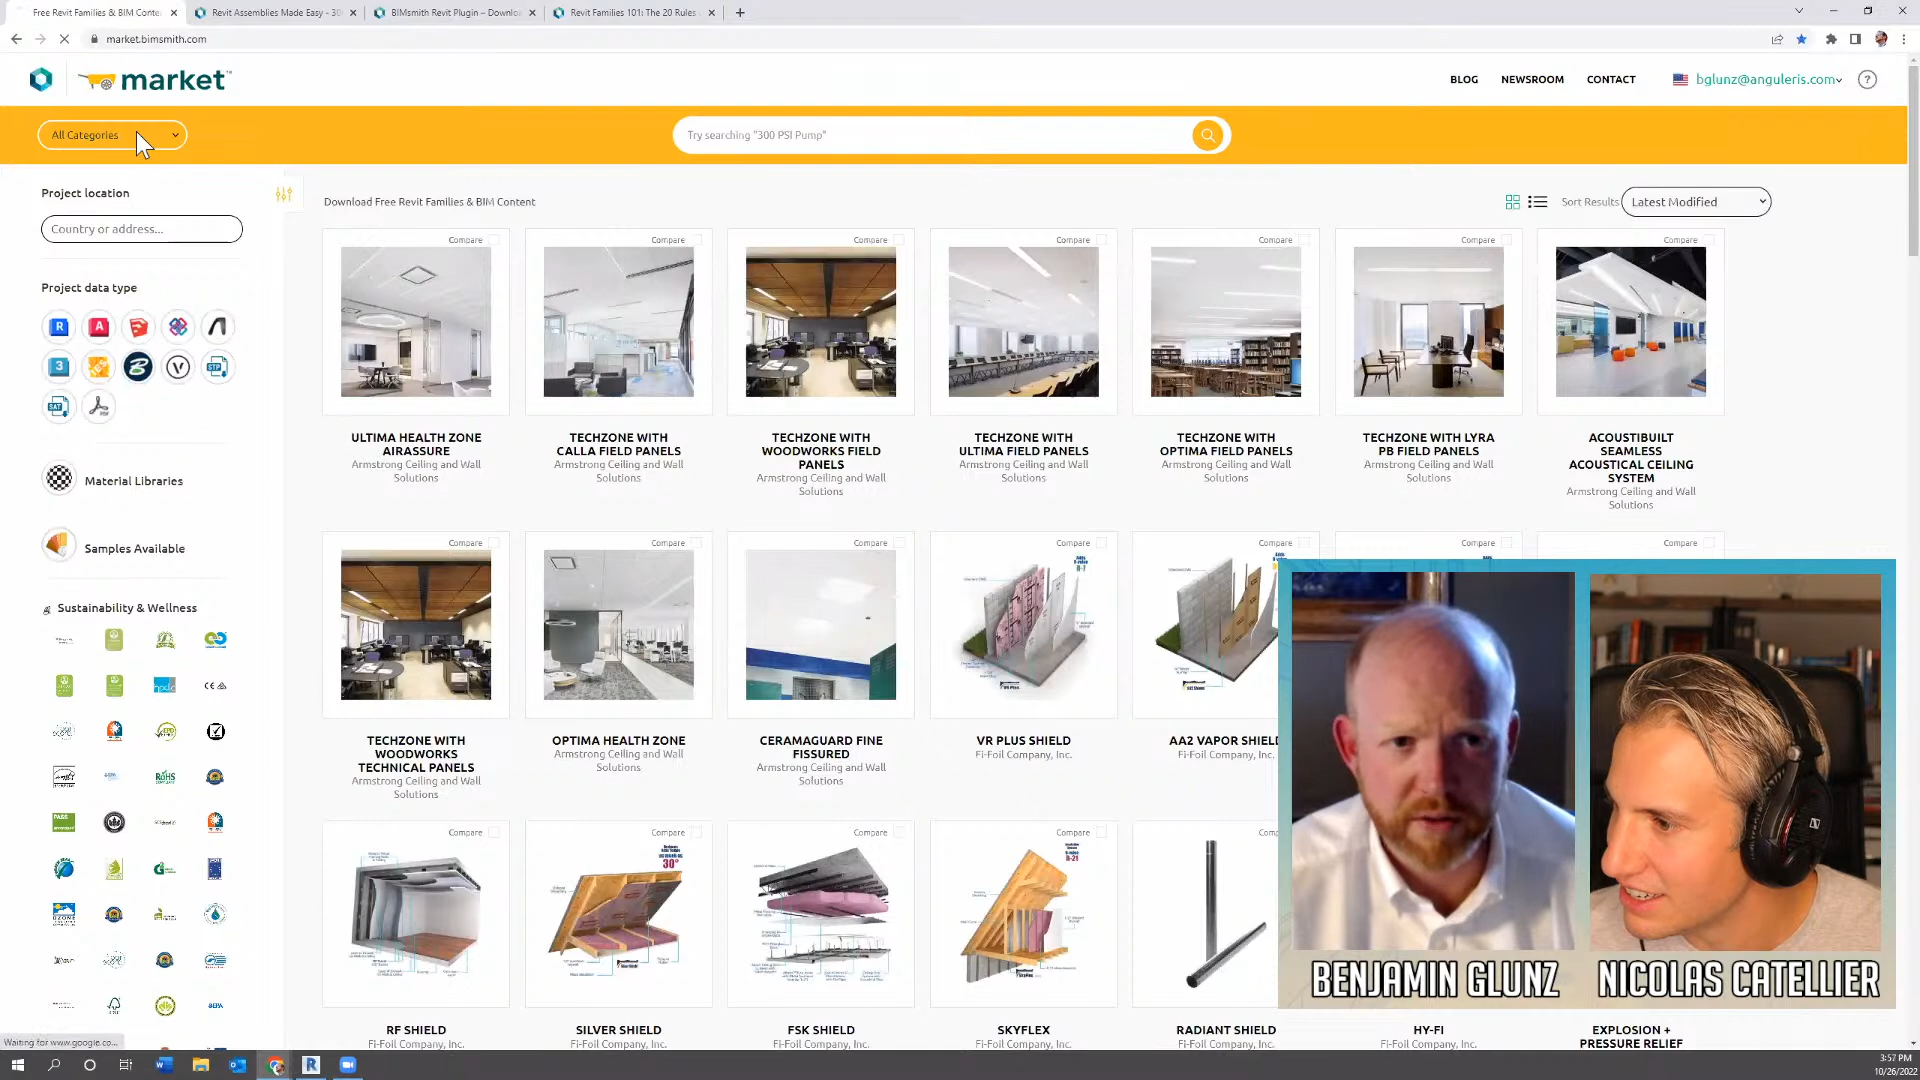 Free Revit Families & BIM Conte
Revit Assemblies Made Easy - 30
BIMsmith Revit Plugin – Downloa
Revit Families 101: The 20 Rules
market.bimsmith.com
market™
BLOG
NEWSROOM
CONTACT
bglunz@anguleris.com
?
All Categories
Try searching "300 PSI Pump"
Project location
Country or address...
Project data type
Material Libraries
Samples Available
Sustainability & Wellness
Download Free Revit Families & BIM Content
Sort Results
Latest Modified
Compare
Compare
Compare
Compare
Compare
Compare
Compare
ULTIMA HEALTH ZONE
AIRASSURE
Armstrong Ceiling and Wall
Solutions
TECHZONE WITH
CALLA FIELD PANELS
Armstrong Ceiling and Wall
Solutions
TECHZONE WITH
WOODWORKS FIELD
PANELS
Armstrong Ceiling and Wall
Solutions
TECHZONE WITH
ULTIMA FIELD PANELS
Armstrong Ceiling and Wall
Solutions
TECHZONE WITH
OPTIMA FIELD PANELS
Armstrong Ceiling and Wall
Solutions
TECHZONE WITH LYRA
PB FIELD PANELS
Armstrong Ceiling and Wall
Solutions
ACOUSTIBUILT
SEAMLESS
ACOUSTICAL CEILING
SYSTEM
Armstrong Ceiling and Wall
Solutions
Compare
Compare
Compare
Compare
Compare
Compare
Compare
TECHZONE WITH
WOODWORKS
TECHNICAL PANELS
Armstrong Ceiling and Wall
Solutions
OPTIMA HEALTH ZONE
Armstrong Ceiling and Wall
Solutions
CERAMAGUARD FINE
FISSURED
Armstrong Ceiling and Wall
Solutions
VR PLUS SHIELD
Fi-Foil Company, Inc.
AA2 VAPOR SHIEL
Fi-Foil Company, Inc.
Compare
Compare
Compare
Compare
Comp
RF SHIELD
Fi-Foil Company, Inc.
SILVER SHIELD
Fi-Foil Company, Inc.
FSK SHIELD
Fi-Foil Company, Inc.
SKYFLEX
Fi-Foil Company, Inc.
RADIANT SHIELD
Fi-Foil Company, Inc.
HY-FI
Fi-Foil Company, Inc.
EXPLOSION +
PRESSURE RELIEF
BENJAMIN GLUNZ
NICOLAS CATELLIER
Waiting for www.google.co...
3:57 PM
10/26/2022